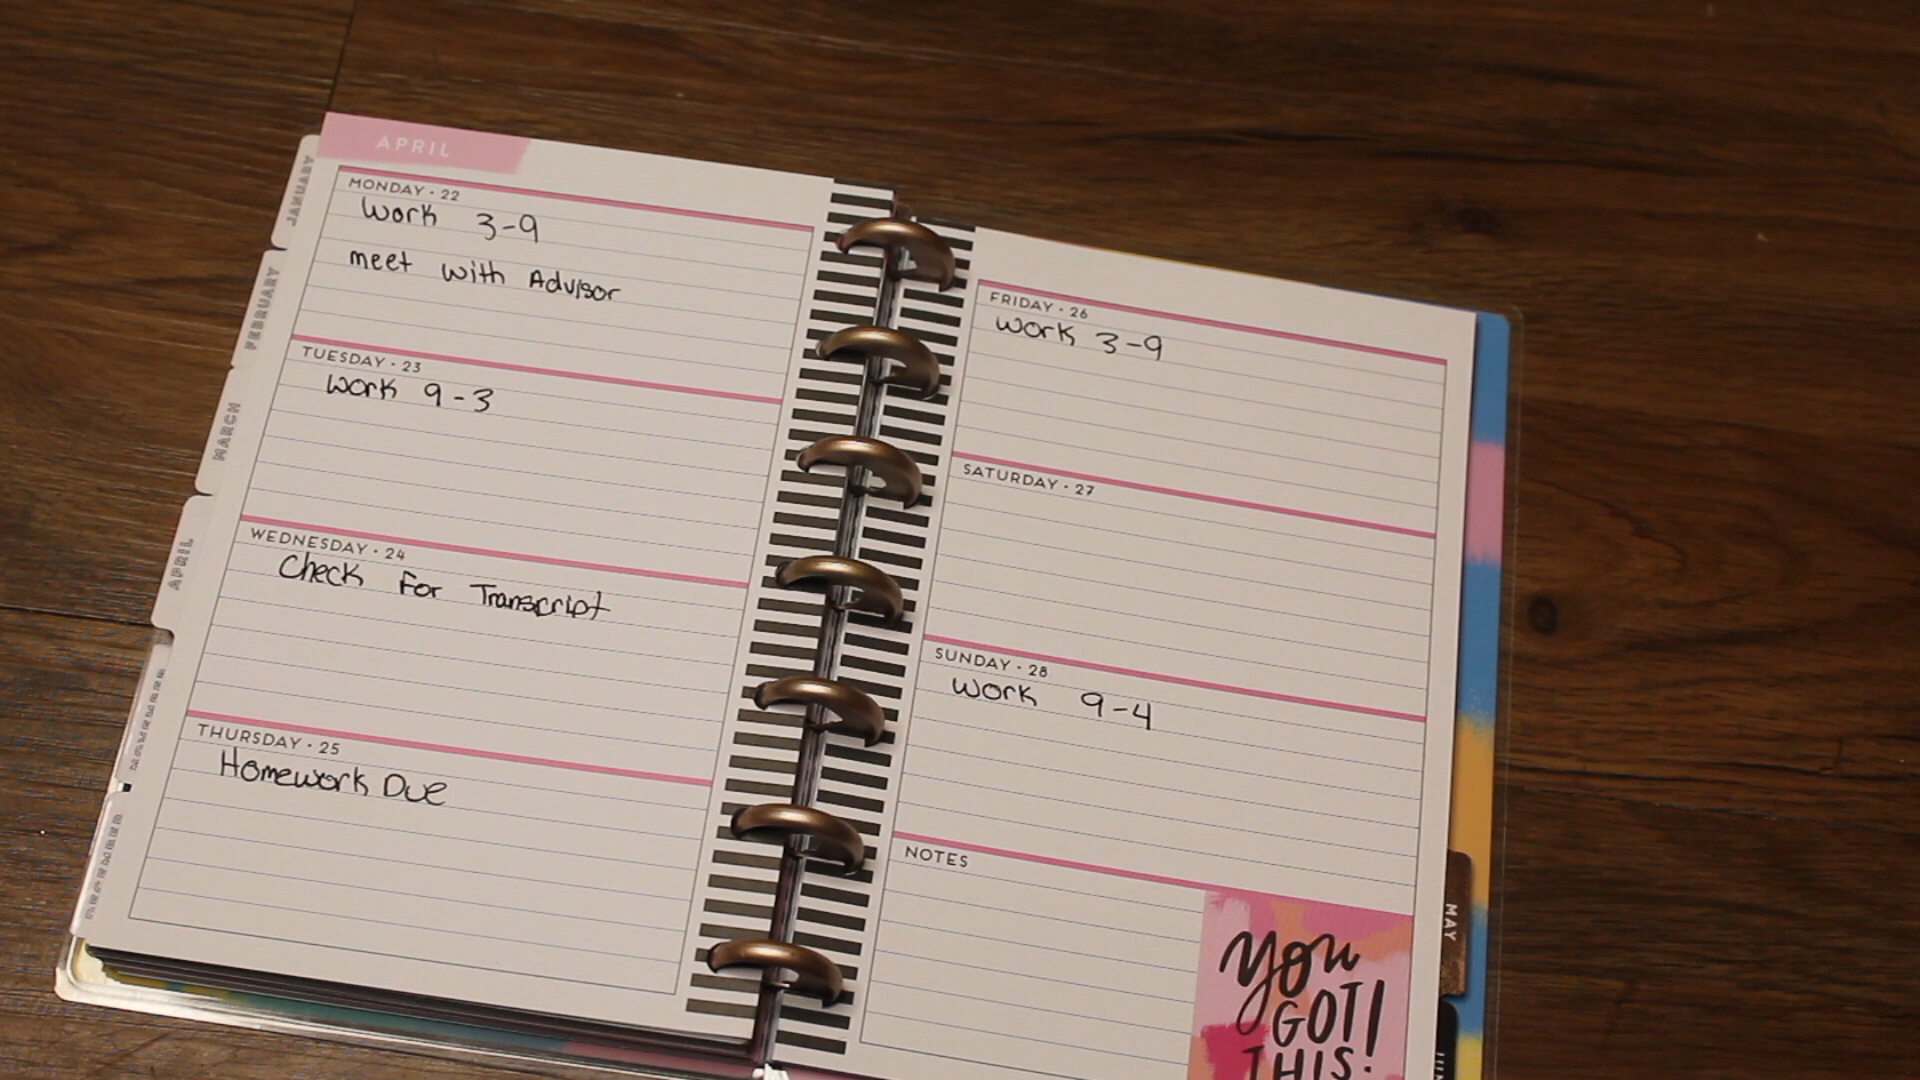 APRIL
MONDAY · 22
Work 3-9
meet with Advisor
TUESDAY · 23
Work 9-3
WEDNESDAY · 24
Check For Transcript
THURSDAY · 25
Homework Due
FRIDAY · 26
Work 3-9
SATURDAY · 27
SUNDAY · 28
Work 9-4
NOTES
you
GOT!
THIS!
JANUARY
FEBRUARY
MARCH
APRIL
MAY